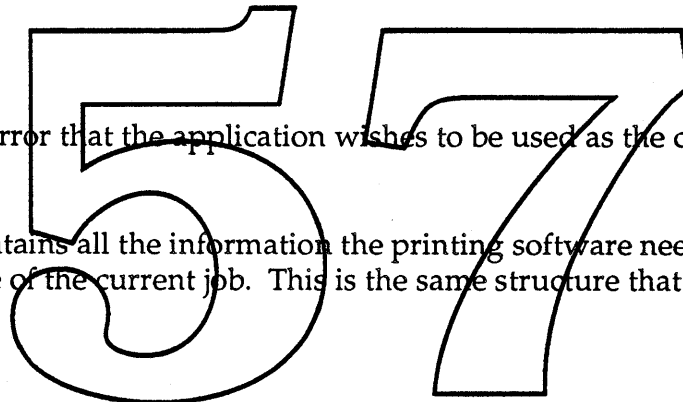 57
rror that the application wishes to be used as the
tains all the information the printing software
of the current job. This is the same structure that